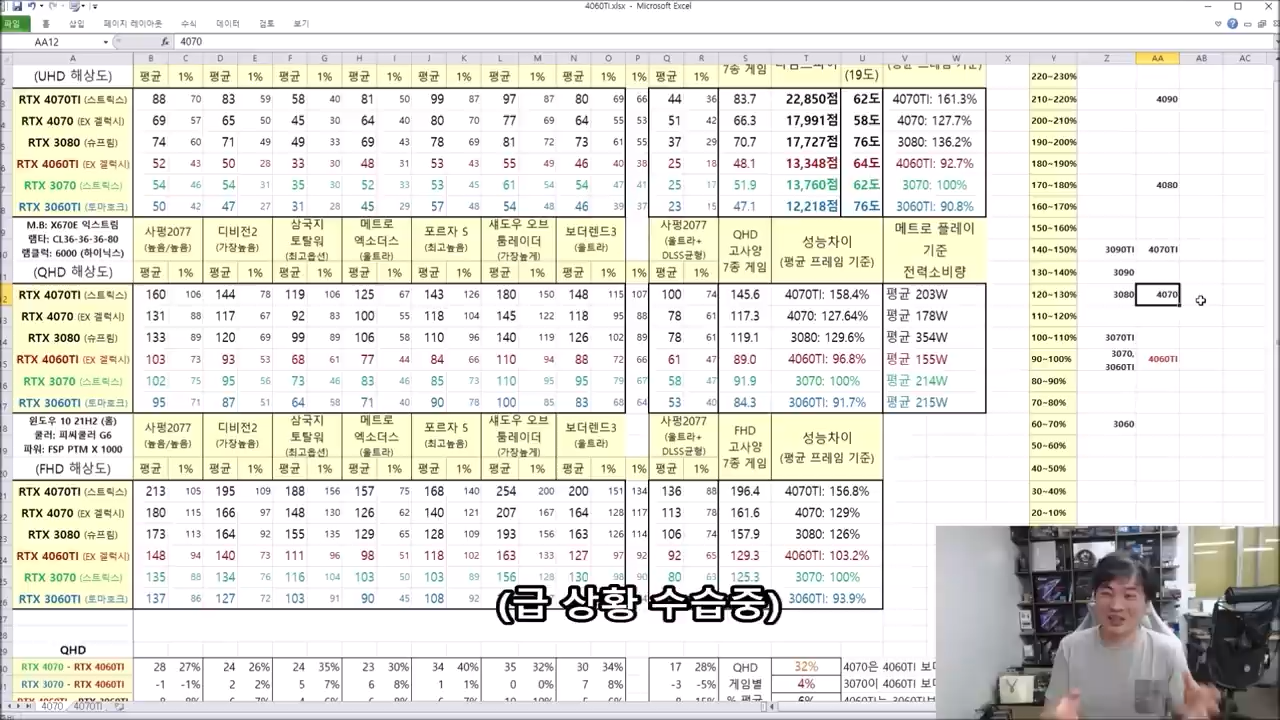 4060TI.xlsx - Microsoft Excel
파일 홈 삽입 페이지 레이아웃 수식 데이터 검토 보기
AA12 fx 4070
A B C D E F G H I J K L M N O P Q R S T U V W X Y Z AA AB AC
(UHD 해상도) 평균 1% 평균 1% 평균 1% 평균 1% 평균 1% 평균 1% 평균 1% 평균 1% 7종 게임 (19도) 220~230%
RTX 4070TI (스트릭스) 88 70 83 59 58 40 81 50 99 87 97 87 80 69 66 44 36 83.7 22,850점 62도 4070TI: 161.3% 210~220% 4090
RTX 4070 (EX 겔럭시) 69 57 65 50 45 30 64 40 80 70 77 69 64 55 53 51 42 66.3 17,991점 58도 4070: 127.7% 200~210%
RTX 3080 (슈프림) 74 60 71 49 49 33 69 43 78 69 81 72 73 61 55 37 29 70.7 17,727점 76도 3080: 136.2% 190~200%
RTX 4060TI (EX 겔럭시) 52 43 50 28 33 26 48 31 53 43 55 49 46 40 38 25 18 48.1 13,348점 64도 4060TI: 92.7% 180~190%
RTX 3070 (스트릭스) 54 46 54 31 35 30 52 33 55 45 61 54 54 47 41 25 17 51.9 13,760점 62도 3070: 100% 170~180% 4080
RTX 3060TI (토마호크) 50 42 47 27 31 23 45 30 57 48 54 48 46 40 37 23 15 47.1 12,218점 76도 3060TI: 90.8% 160~170%
M.B: X670E 익스트림
램타: CL36-36-36-80
램클럭: 6000 (하이닉스)
사펑2077 (높음/높음) 디비전2 (가장높음) 삼국지 토탈워 (최고옵션) 메트로 엑소더스 (울트라) 포르자 5 (최고높음) 섀도우 오브 툼레이더 (가장높게) 보더랜드3 (울트라) 사펑2077 (울트라+ DLSS균형) QHD 고사양 7종 게임 성능차이 (평균 프레임 기준) 메트로 플레이 기준 전력소비량
150~160%
140~150% 3090TI 4070TI
(QHD 해상도) 평균 1% 평균 1% 평균 1% 평균 1% 평균 1% 평균 1% 평균 1% 평균 1% 130~140% 3090
RTX 4070TI (스트릭스) 160 106 144 78 119 106 125 67 143 126 180 150 148 115 107 100 74 145.6 4070TI: 158.4% 평균 203W 120~130% 3080 4070
RTX 4070 (EX 겔럭시) 131 88 117 67 92 82 100 57 118 106 145 122 118 95 88 78 61 117.3 4070: 127.64% 평균 178W 110~120%
RTX 3080 (슈프림) 133 89 120 69 99 89 106 58 114 110 140 119 126 102 91 78 61 119.1 3080: 129.6% 평균 354W 100~110% 3070TI
RTX 4060TI (EX 겔럭시) 103 73 93 53 68 61 77 44 84 66 110 94 88 72 66 61 47 89.0 4060TI: 96.8% 평균 155W 90~100% 3070, 3060TI 4060TI
RTX 3070 (스트릭스) 102 75 95 56 73 46 83 46 85 66 110 95 95 79 67 58 47 91.9 3070: 100% 평균 214W 80~90%
RTX 3060TI (토마호크) 95 71 87 51 64 58 71 40 90 78 100 87 83 68 64 53 40 84.3 3060TI: 91.7% 평균 215W 70~80%
윈도우 10 21H2 (홈)
쿨러: 피씨쿨러 G6
파워: FSP PTM X 1000
사펑2077 (높음/높음) 디비전2 (가장높음) 삼국지 토탈워 (최고옵션) 메트로 엑소더스 (울트라) 포르자 5 (최고높음) 섀도우 오브 툼레이더 (가장높게) 보더랜드3 (울트라) 사펑2077 (울트라+ DLSS균형) FHD 고사양 7종 게임 성능차이 (평균 프레임 기준)
60~70% 3060
50~60%
(FHD 해상도) 평균 1% 평균 1% 평균 1% 평균 1% 평균 1% 평균 1% 평균 1% 평균 1% 40~50%
RTX 4070TI (스트릭스) 213 105 195 109 188 156 157 75 168 140 254 200 200 151 134 136 88 196.4 4070TI: 156.8% 30~40%
RTX 4070 (EX 겔럭시) 180 115 166 100 148 130 126 62 140 121 207 167 164 128 117 113 78 161.6 4070: 129% 20~10%
RTX 3080 (슈프림) 173 113 164 92 155 135 129 65 128 109 193 156 163 126 114 106 74 157.9 3080: 126%
RTX 4060TI (EX 겔럭시) 148 94 140 73 111 96 98 51 118 102 163 133 127 97 92 92 65 129.3 4060TI: 103.2%
RTX 3070 (스트릭스) 135 88 134 76 116 104 103 50 103 87 156 128 130 98 90 80 63 125.3 3070: 100%
RTX 3060TI (토마호크) 137 86 127 72 103 93 90 45 108 92 3060TI: 93.9%
(급 상황 수습중)
QHD
RTX 4070 - RTX 4060TI 28 27% 24 26% 24 35% 23 30% 34 40% 35 32% 30 34% 17 28% QHD 32% 4070은 4060TI 보다
RTX 3070 - RTX 4060TI -1 -1% 2 2% 5 7% 6 8% 1 1% 0 0% 7 8% -3 -5% 게임별 4% 3070이 4060TI 보
4070 4070TI